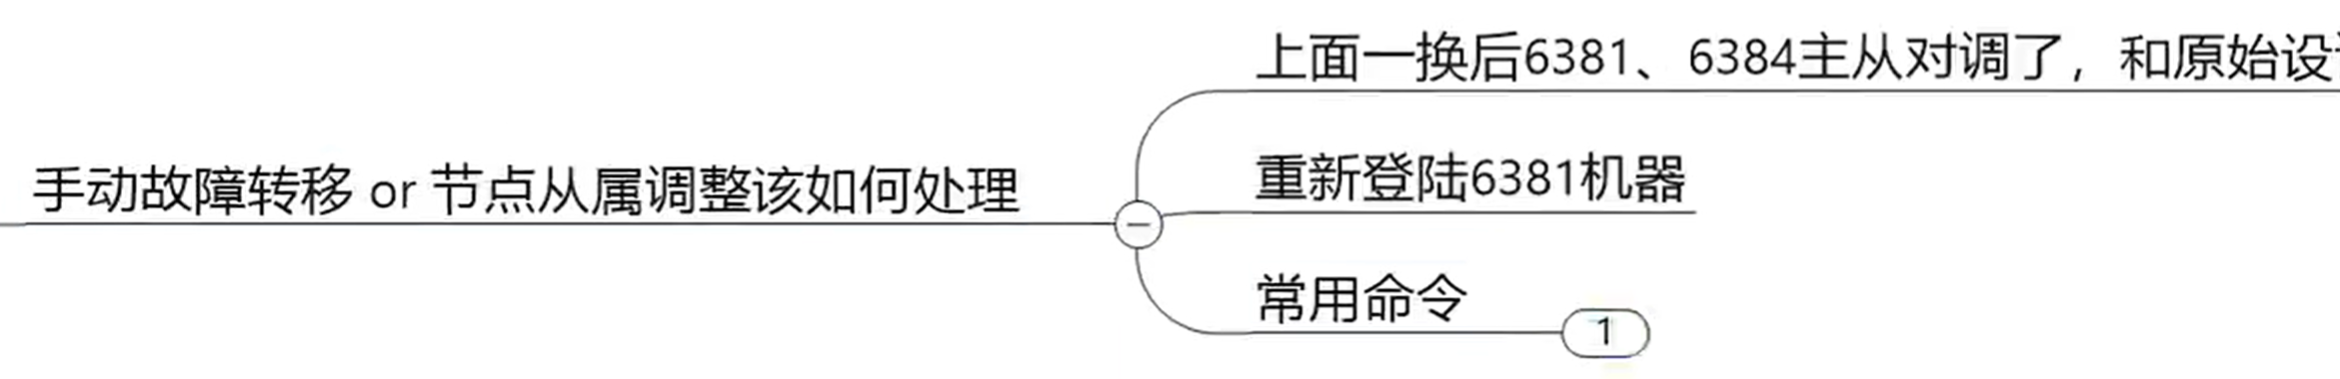 手动故障转移 or 节点从属调整该如何处理
上面一换后6381、6384主从对调了，和原始设
重新登陆6381机器
常用命令
1